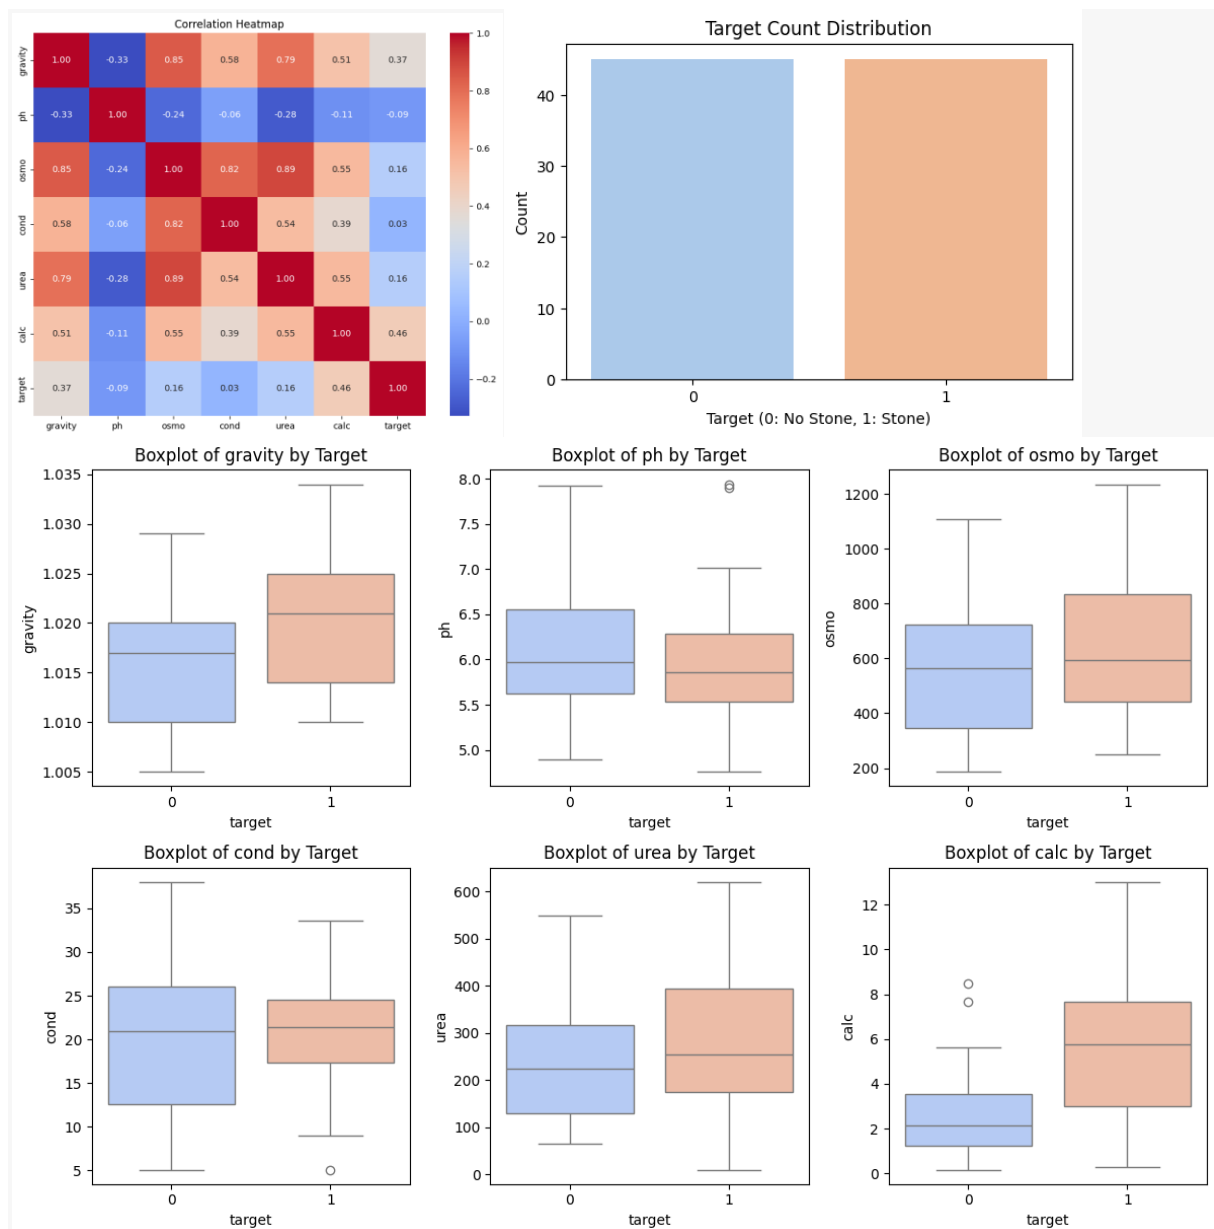 Correlation Heatmap
gravity 1.00 -0.33 0.85 0.58 0.79 0.51 0.37
ph -0.33 1.00 -0.24 -0.06 -0.28 -0.11 -0.09
osmo 0.85 -0.24 1.00 0.82 0.89 0.55 0.16
cond 0.58 -0.06 0.82 1.00 0.54 0.39 0.03
urea 0.79 -0.28 0.89 0.54 1.00 0.55 0.16
calc 0.51 -0.11 0.55 0.39 0.55 1.00 0.46
target 0.37 -0.09 0.16 0.03 0.16 0.46 1.00
gravity ph osmo cond urea calc target
1.0
0.8
0.6
0.4
0.2
0.0
−0.2
Target Count Distribution
Count
40
30
20
10
0
0 1
Target (0: No Stone, 1: Stone)
Boxplot of gravity by Target
gravity
1.035
1.030
1.025
1.020
1.015
1.010
1.005
0 1
target
Boxplot of ph by Target
ph
8.0
7.5
7.0
6.5
6.0
5.5
5.0
0 1
target
Boxplot of osmo by Target
osmo
1200
1000
800
600
400
200
0 1
target
Boxplot of cond by Target
cond
35
30
25
20
15
10
5
0 1
target
Boxplot of urea by Target
urea
600
500
400
300
200
100
0
0 1
target
Boxplot of calc by Target
calc
12
10
8
6
4
2
0
0 1
target